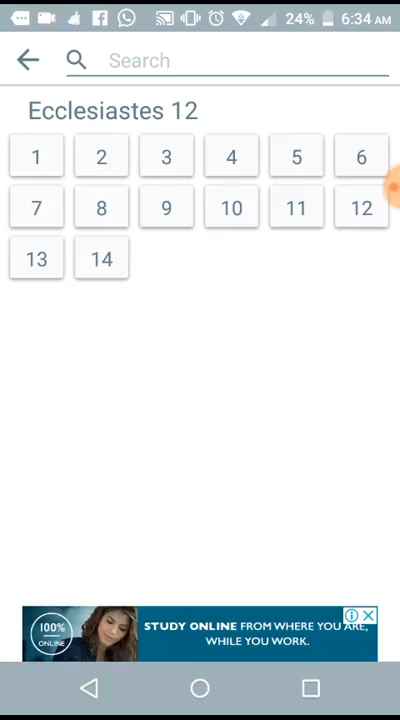 24% 6:34 AM
Search
Ecclesiastes 12
1 2 3 4 5 6
7 8 9 10 11 12
13 14
100%
ONLINE
STUDY ONLINE FROM WHERE YOU ARE,
WHILE YOU WORK.